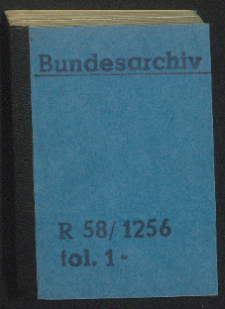 Bundesarchiv
R 58/1256
fol. 1-